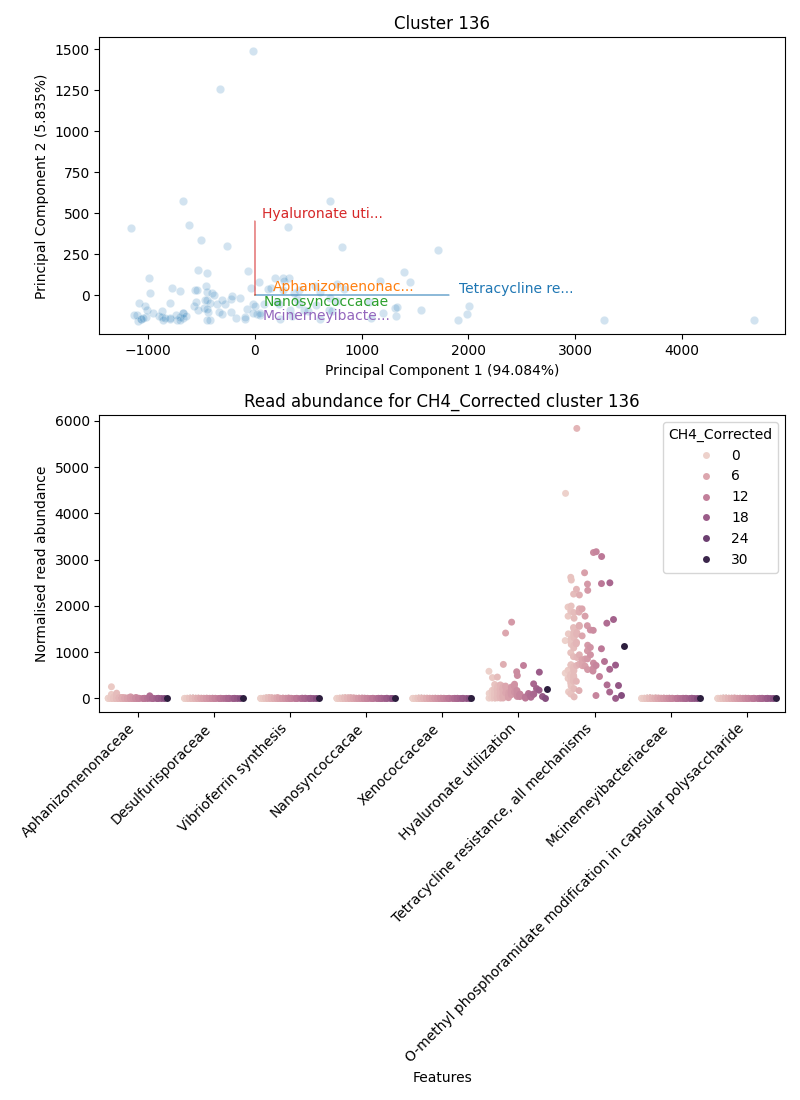 Cluster 136
Principal Component 2 (5.835%)
1500
1250
1000
750
500
250
0
Hyaluronate uti...
Aphanizomenonac...
Tetracycline re...
Nanosyncoccaceae
Mcinerneyibacte...
−1000
0
1000
2000
3000
4000
Principal Component 1 (94.084%)
Read abundance for CH4_Corrected cluster 136
Normalised read abundance
6000
5000
4000
3000
2000
1000
0
CH4_Corrected
0
6
12
18
24
30
Aphanizomenonaceae
Desulfurisporaceae
Vibrioferrin synthesis
Nanosyncoccacae
Xenococcaceae
Hyaluronate utilization
Tetracycline resistance, all mechanisms
Mcinerneyibacteriaceae
O-methyl phosphoramidate modification in capsular polysaccharide
Features